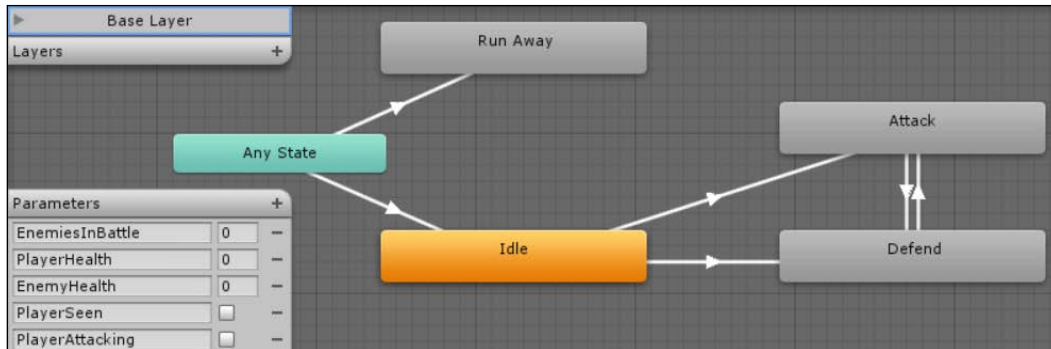 Base Layer
Layers
Run Away
Attack
Any State
Parameters
EnemiesInBattle 0
PlayerHealth 0
EnemyHealth 0
PlayerSeen
PlayerAttacking
Idle
Defend